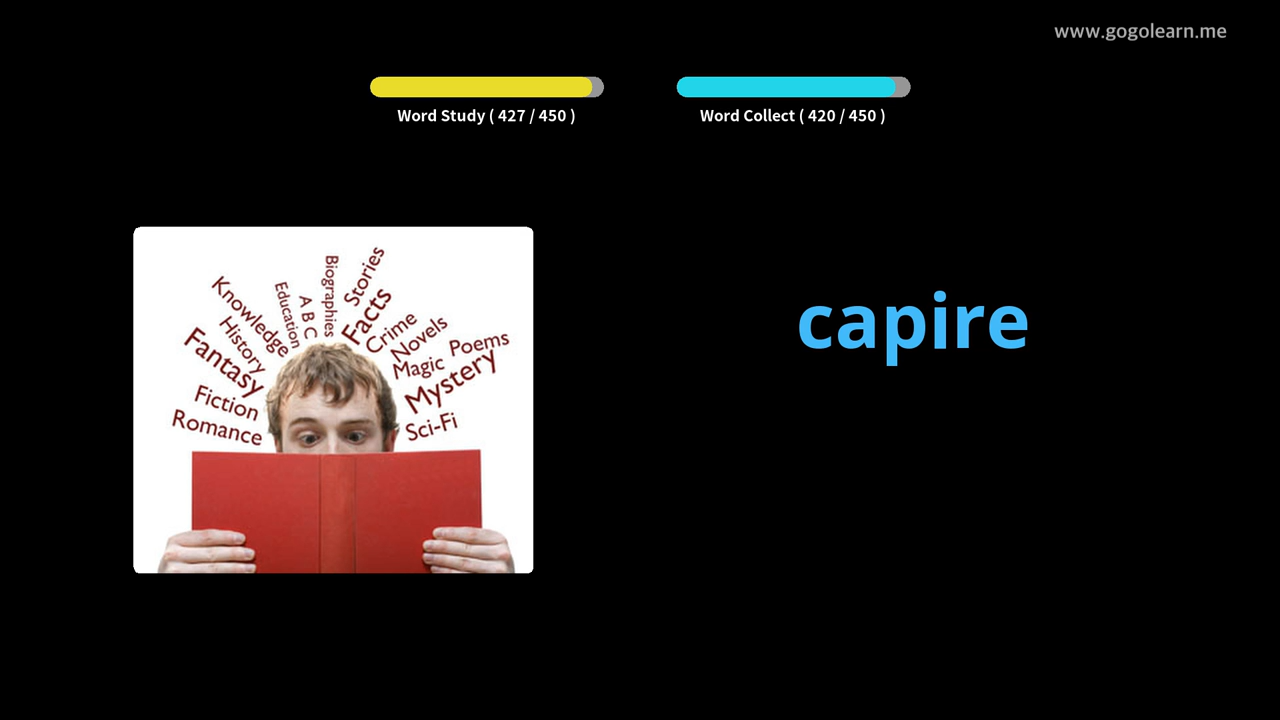 www.gogolearn.me
Word Study ( 427 / 450 )
Word Collect ( 420 / 450 )
Biographies
Stories
Knowledge
Education
A B C
Facts
Crime
History
Novels
Poems
Fantasy
Magic
Mystery
Fiction
Romance
Sci-Fi
capire